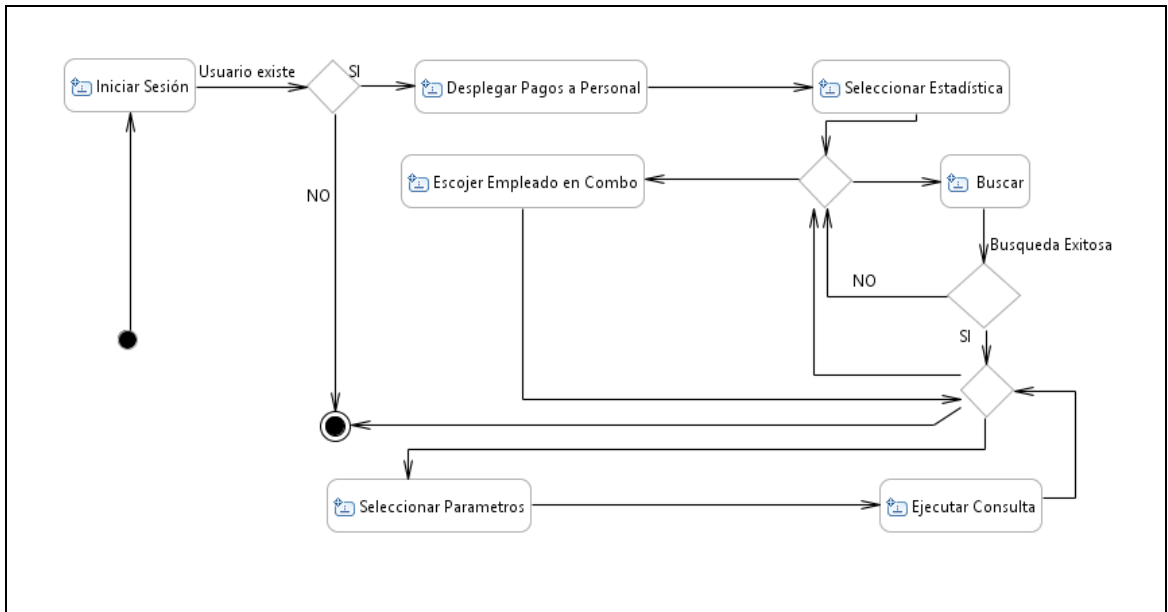 Iniciar Sesión
Usuario existe
SI
Desplegar Pagos a Personal
Seleccionar Estadística
Escojer Empleado en Combo
Buscar
NO
Busqueda Exitosa
NO
SI
Seleccionar Parametros
Ejecutar Consulta